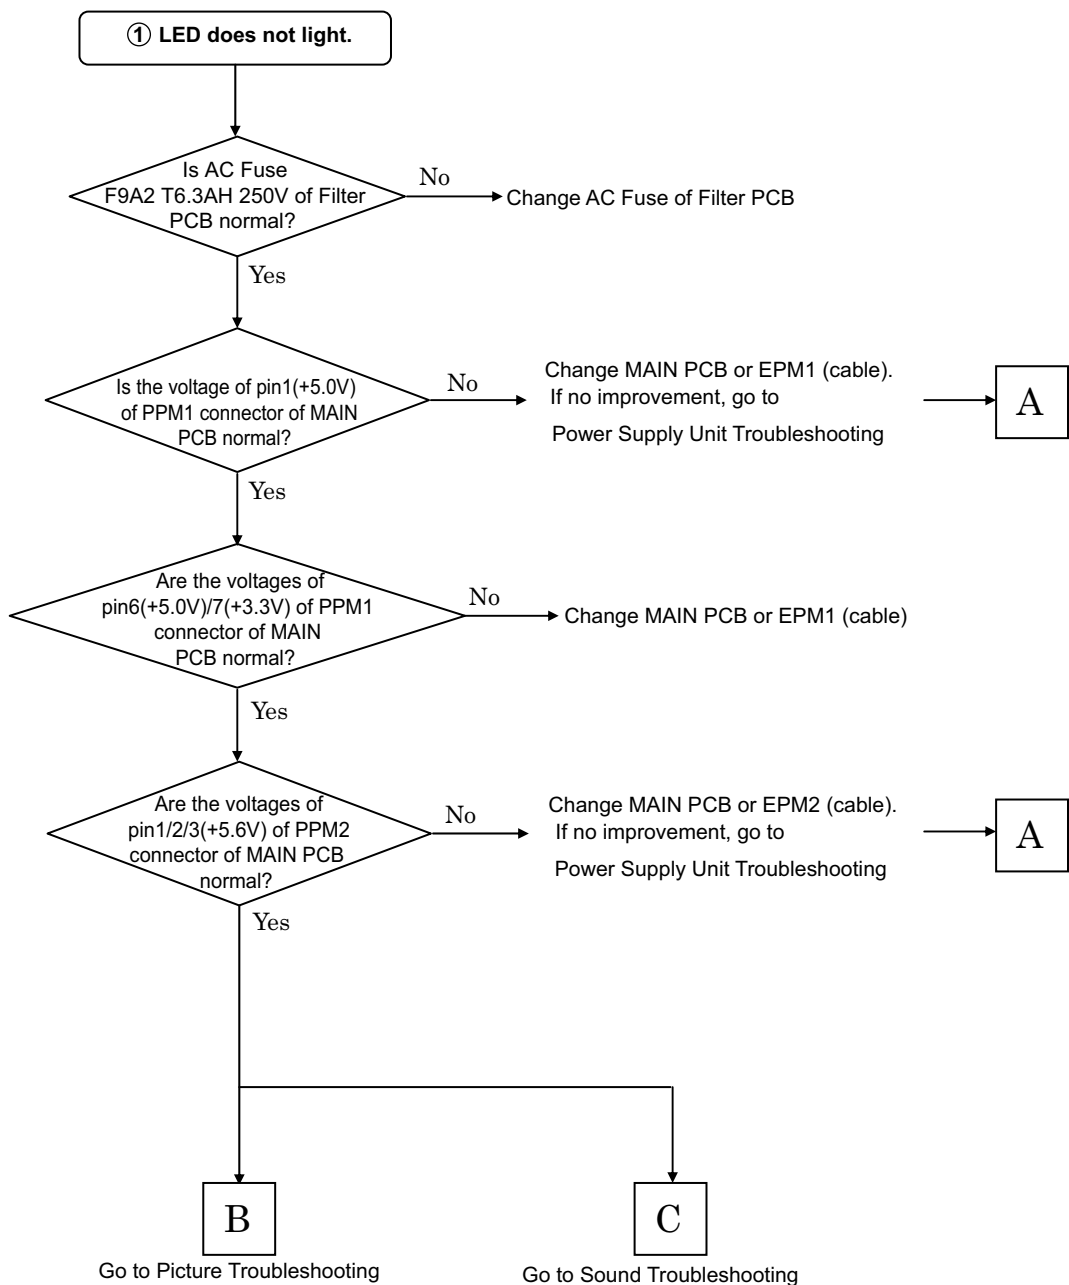 ① LED does not light.
Is AC Fuse
F9A2 T6.3AH 250V of Filter
PCB normal?
No
Change AC Fuse of Filter PCB
Yes
Is the voltage of pin1(+5.0V)
of PPM1 connector of MAIN
PCB normal?
No
Change MAIN PCB or EPM1 (cable).
If no improvement, go to
Power Supply Unit Troubleshooting
A
Yes
Are the voltages of
pin6(+5.0V)/7(+3.3V) of PPM1
connector of MAIN
PCB normal?
No
Change MAIN PCB or EPM1 (cable)
Yes
Are the voltages of
pin1/2/3(+5.6V) of PPM2
connector of MAIN PCB
normal?
No
Change MAIN PCB or EPM2 (cable).
If no improvement, go to
Power Supply Unit Troubleshooting
A
Yes
B
Go to Picture Troubleshooting
C
Go to Sound Troubleshooting